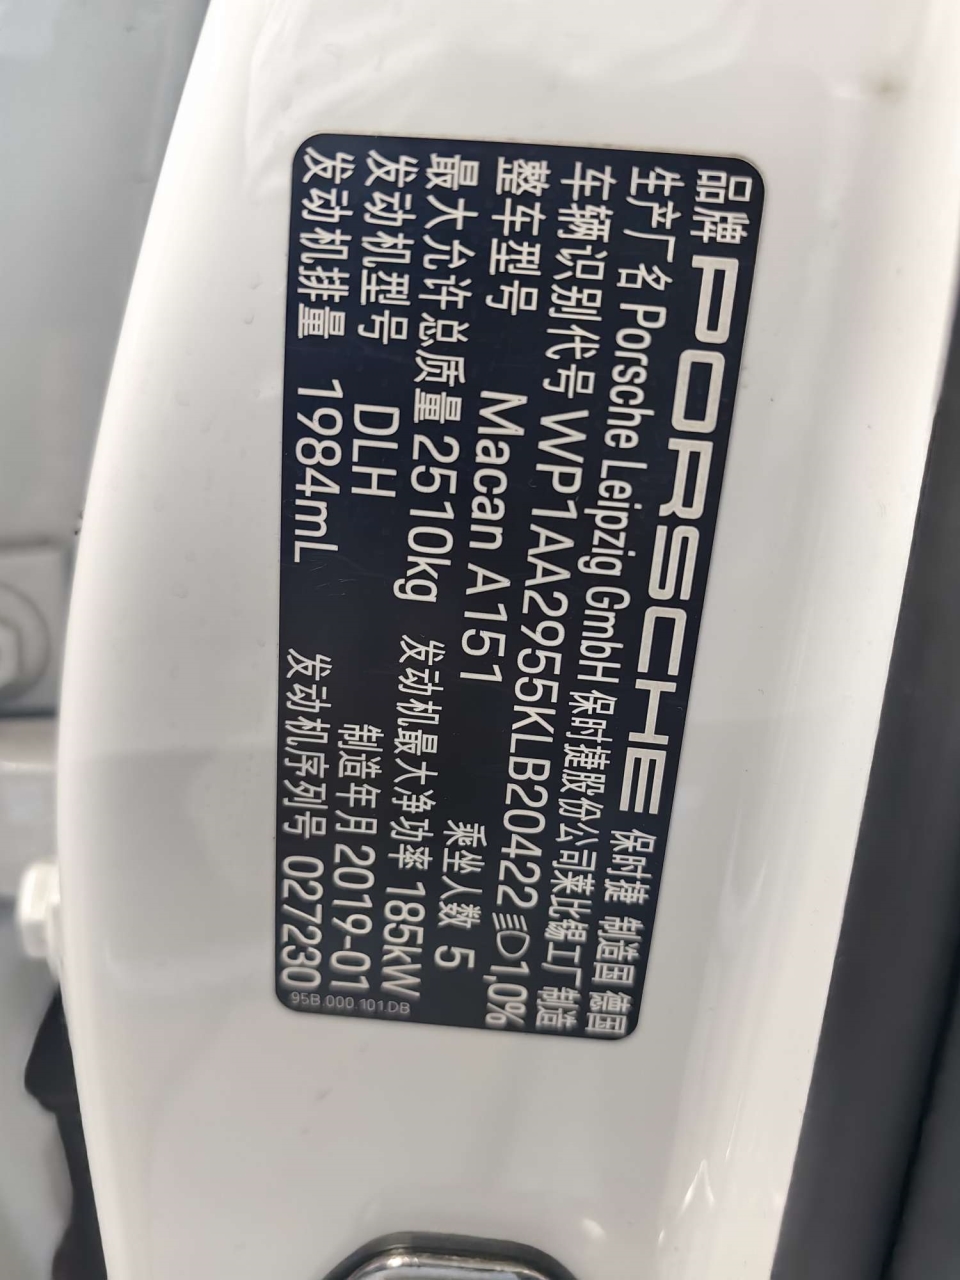 品牌 PORSCHE 保时捷 制造国 德国
生产厂名 Porsche Leipzig GmbH 保时捷股份公司莱比锡工厂制造
车辆识别代号 WP1AA2955KLB20422 1,0%
整车型号 Macan A151 乘坐人数 5
最大允许总质量 2510kg 发动机最大净功率 185kW
发动机型号 DLH 制造年月 2019-01
发动机排量 1984mL 发动机序列号 027230
95B.000.101.DB